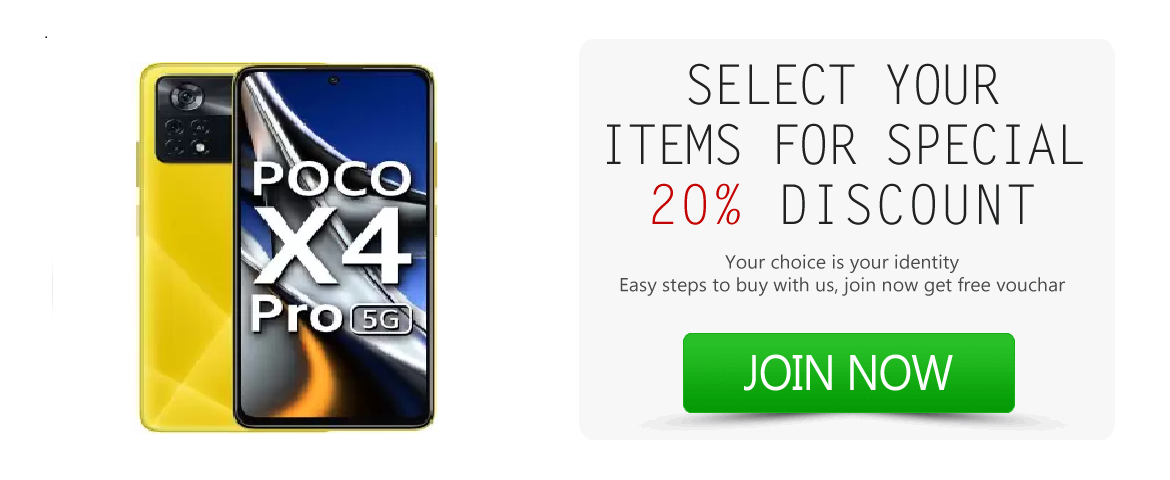 POCO
X4
Pro 5G
SELECT YOUR
ITEMS FOR SPECIAL
20% DISCOUNT
Your choice is your identity
Easy steps to buy with us, join now get free vouchar
JOIN NOW